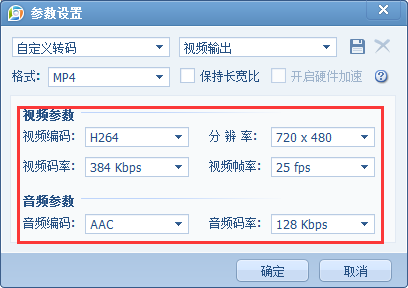 参数设置
自定义转码 视频输出
格式: MP4 保持长宽比 开启硬件加速
视频参数
视频编码: H264 分 辨 率: 720 x 480
视频码率: 384 Kbps 视频帧率: 25 fps
音频参数
音频编码: AAC 音频码率: 128 Kbps
确定 取消